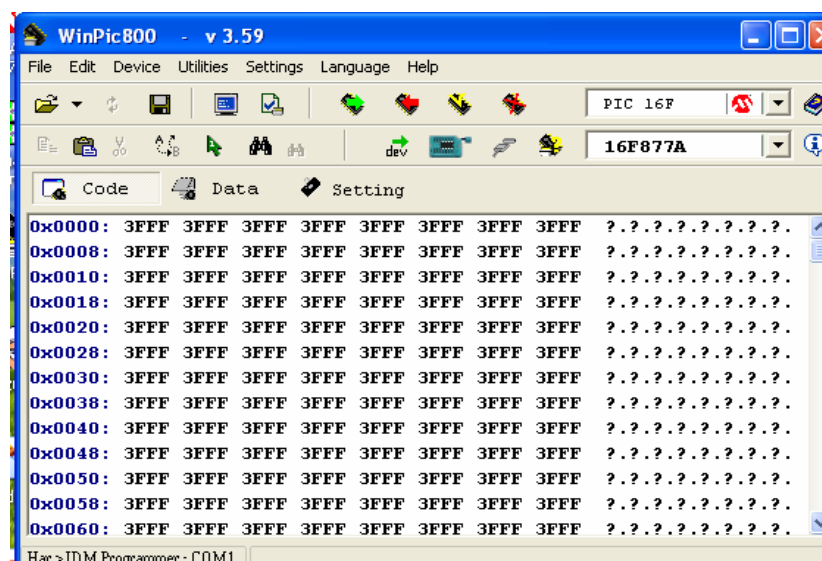 WinPic800 - v 3.59
File Edit Device Utilities Settings Language Help
PIC 16F
dev 16F877A
Code Data Setting
0x0000: 3FFF 3FFF 3FFF 3FFF 3FFF 3FFF 3FFF 3FFF ?.?.?.?.?.?.?.?.
0x0008: 3FFF 3FFF 3FFF 3FFF 3FFF 3FFF 3FFF 3FFF ?.?.?.?.?.?.?.?.
0x0010: 3FFF 3FFF 3FFF 3FFF 3FFF 3FFF 3FFF 3FFF ?.?.?.?.?.?.?.?.
0x0018: 3FFF 3FFF 3FFF 3FFF 3FFF 3FFF 3FFF 3FFF ?.?.?.?.?.?.?.?.
0x0020: 3FFF 3FFF 3FFF 3FFF 3FFF 3FFF 3FFF 3FFF ?.?.?.?.?.?.?.?.
0x0028: 3FFF 3FFF 3FFF 3FFF 3FFF 3FFF 3FFF 3FFF ?.?.?.?.?.?.?.?.
0x0030: 3FFF 3FFF 3FFF 3FFF 3FFF 3FFF 3FFF 3FFF ?.?.?.?.?.?.?.?.
0x0038: 3FFF 3FFF 3FFF 3FFF 3FFF 3FFF 3FFF 3FFF ?.?.?.?.?.?.?.?.
0x0040: 3FFF 3FFF 3FFF 3FFF 3FFF 3FFF 3FFF 3FFF ?.?.?.?.?.?.?.?.
0x0048: 3FFF 3FFF 3FFF 3FFF 3FFF 3FFF 3FFF 3FFF ?.?.?.?.?.?.?.?.
0x0050: 3FFF 3FFF 3FFF 3FFF 3FFF 3FFF 3FFF 3FFF ?.?.?.?.?.?.?.?.
0x0058: 3FFF 3FFF 3FFF 3FFF 3FFF 3FFF 3FFF 3FFF ?.?.?.?.?.?.?.?.
0x0060: 3FFF 3FFF 3FFF 3FFF 3FFF 3FFF 3FFF 3FFF ?.?.?.?.?.?.?.?.
Programmer - COM1